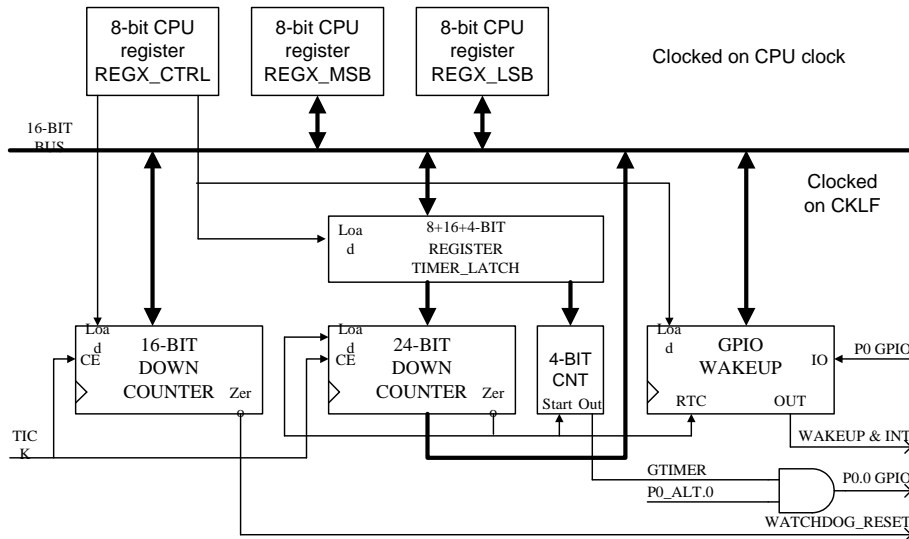 8-bit CPU
register
REGX_CTRL
8-bit CPU
register
REGX_MSB
8-bit CPU
register
REGX_LSB
Clocked on CPU clock
16-BIT
BUS
Clocked
on CKLF
Loa
d
8+16+4-BIT
REGISTER
TIMER_LATCH
Loa
d
CE
16-BIT
DOWN
COUNTER
Zer
o
Loa
d
CE
24-BIT
DOWN
COUNTER
Zer
o
4-BIT
CNT
Start Out
Loa
d
GPIO
WAKEUP
IO
RTC
OUT
P0 GPIO
TIC
K
WAKEUP & INT
GTIMER
P0_ALT.0
P0.0 GPIO
WATCHDOG_RESET